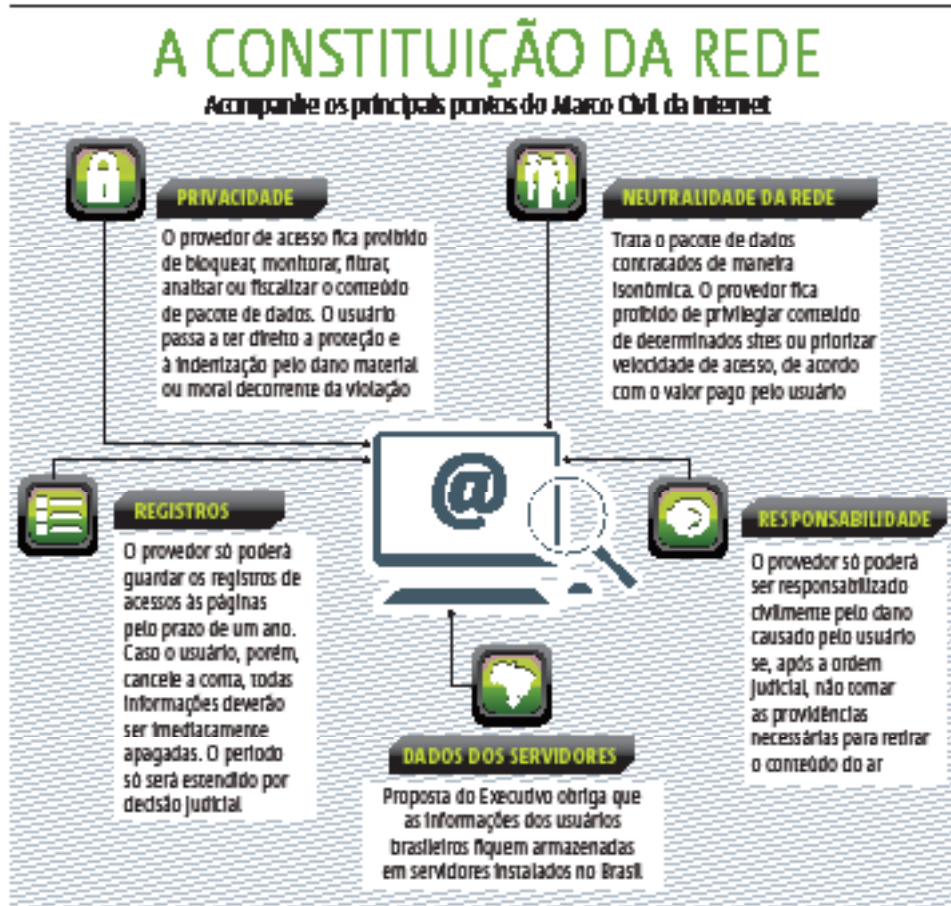 A CONSTITUIÇÃO DA REDE
Acompanhe os principais pontos do Marco Civil da Internet
PRIVACIDADE
O provedor de acesso fica proibido
de bloquear, monitorar, filtrar,
analisar ou fiscalizar o conteúdo
de pacote de dados. O usuário
passa a ter direito a proteção e
à indenização pelo dano material
ou moral decorrente da violação
NEUTRALIDADE DA REDE
Trata o pacote de dados
contratados de maneira
isonômica. O provedor fica
proibido de privilegiar conteúdo
de determinados sites ou priorizar
velocidade de acesso, de acordo
com o valor pago pelo usuário
@
REGISTROS
O provedor só poderá
guardar os registros de
acessos às páginas
pelo prazo de um ano.
Caso o usuário, porém,
cancele a conta, todas
informações deverão
ser imediatamente
apagadas. O período
só será estendido por
decisão judicial
RESPONSABILIDADE
O provedor só poderá
ser responsabilizado
civilmente pelo dano
causado pelo usuário
se, após a ordem
judicial, não tomar
as providências
necessárias para retirar
o conteúdo do ar
DADOS DOS SERVIDORES
Proposta do Executivo obriga que
as informações dos usuários
brasileiros fiquem armazenadas
em servidores instalados no Brasil